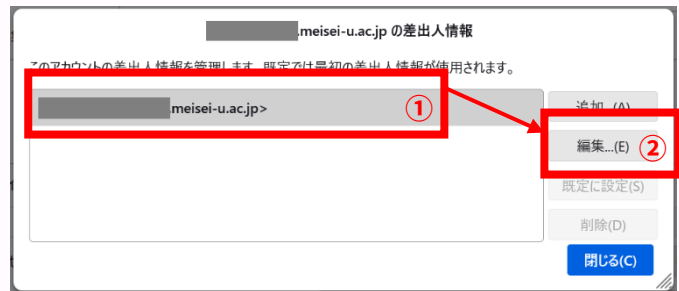 .meisei-u.ac.jp の差出人情報
このアカウントの差出人情報を管理します。既定では最初の差出人情報が使用されます。
.meisei-u.ac.jp>
①
追加...(A)
編集...(E)
②
既定に設定(S)
削除(D)
閉じる(C)